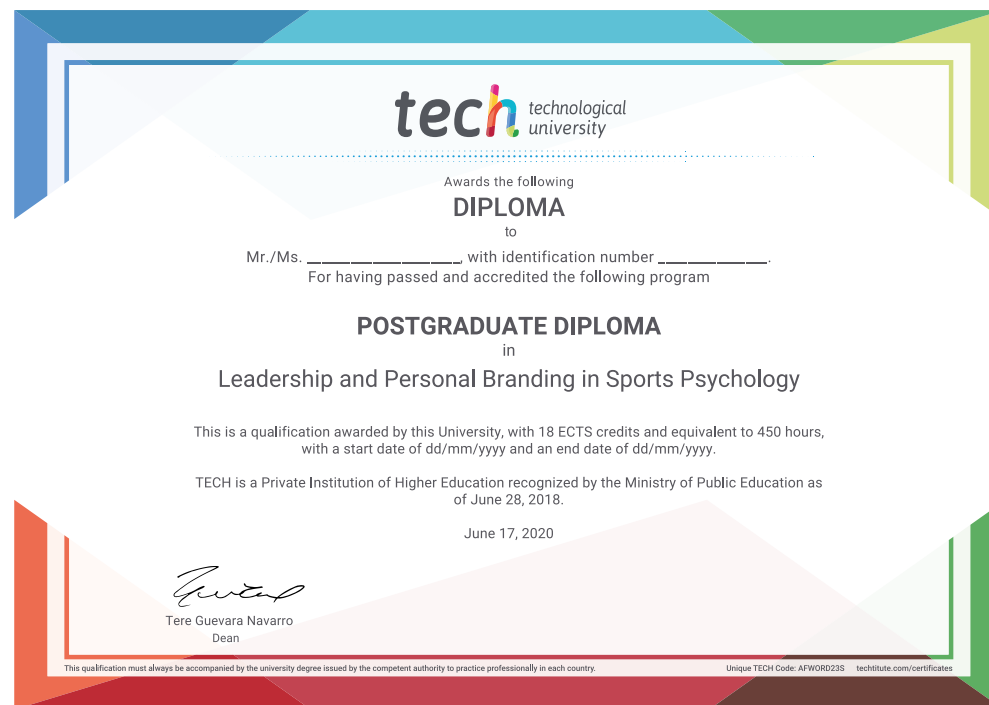 tech technological
university
Awards the following
DIPLOMA
to
Mr./Ms. _____________________, with identification number _______________.
For having passed and accredited the following program
POSTGRADUATE DIPLOMA
in
Leadership and Personal Branding in Sports Psychology
This is a qualification awarded by this University, with 18 ECTS credits and equivalent to 450 hours,
with a start date of dd/mm/yyyy and an end date of dd/mm/yyyy.
TECH is a Private Institution of Higher Education recognized by the Ministry of Public Education as
of June 28, 2018.
June 17, 2020
Tere Guevara Navarro
Dean
This qualification must always be accompanied by the university degree issued by the competent authority to practice professionally in each country.
Unique TECH Code: AFWORD23S techtitute.com/certificates